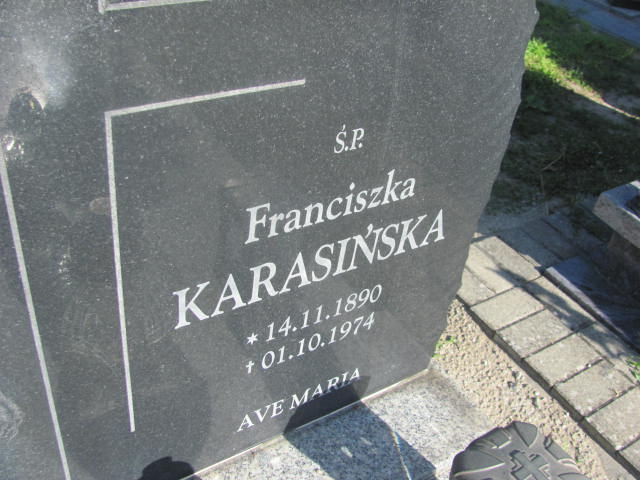 Ś.P.
Franciszka
KARASIŃSKA
* 14.11.1890
† 01.10.1974
AVE MARIA